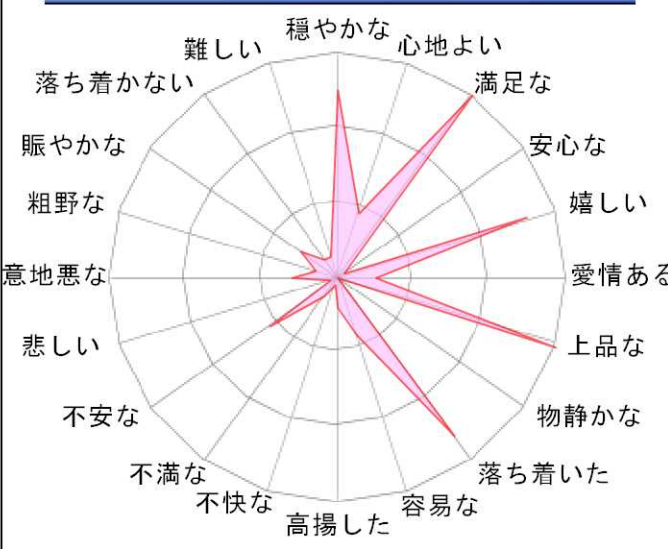 穏やかな
心地よい
満足な
安心な
嬉しい
愛情ある
上品な
物静かな
落ち着いた
容易な
高揚した
不快な
不満な
不安な
悲しい
意地悪な
粗野な
賑やかな
落ち着かない
難しい